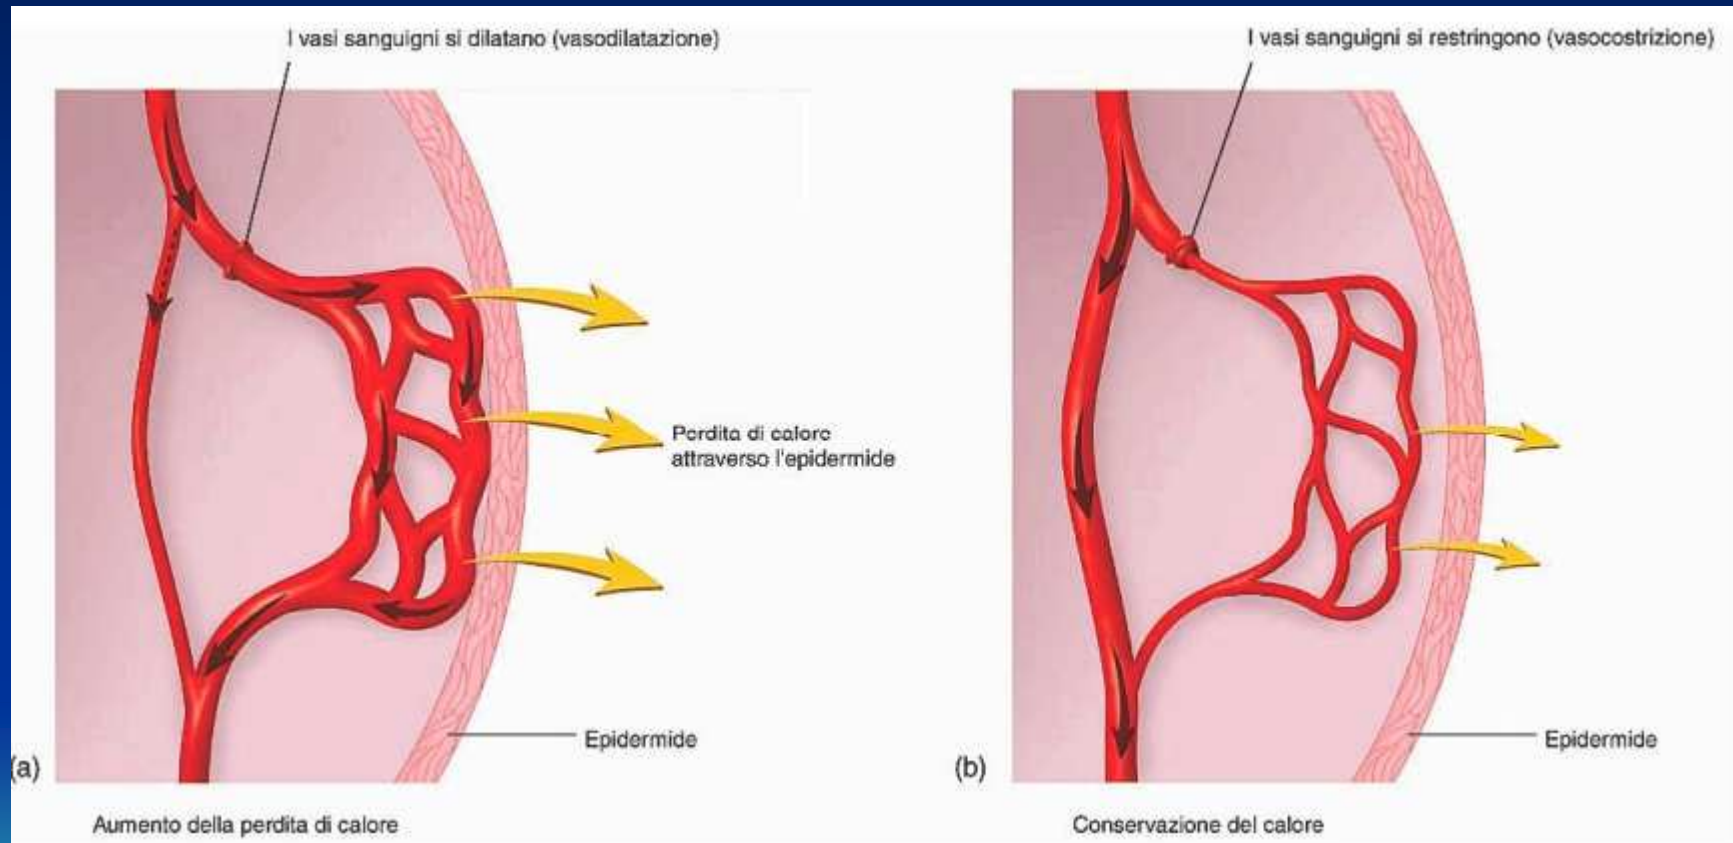 I vasi sanguigni si dilatano (vasodilatazione)
Perdita di calore
attraverso l'epidermide
Epidermide
(a)
Aumento della perdita di calore
I vasi sanguigni si restringono (vasocostrizione)
Epidermide
(b)
Conservazione del calore